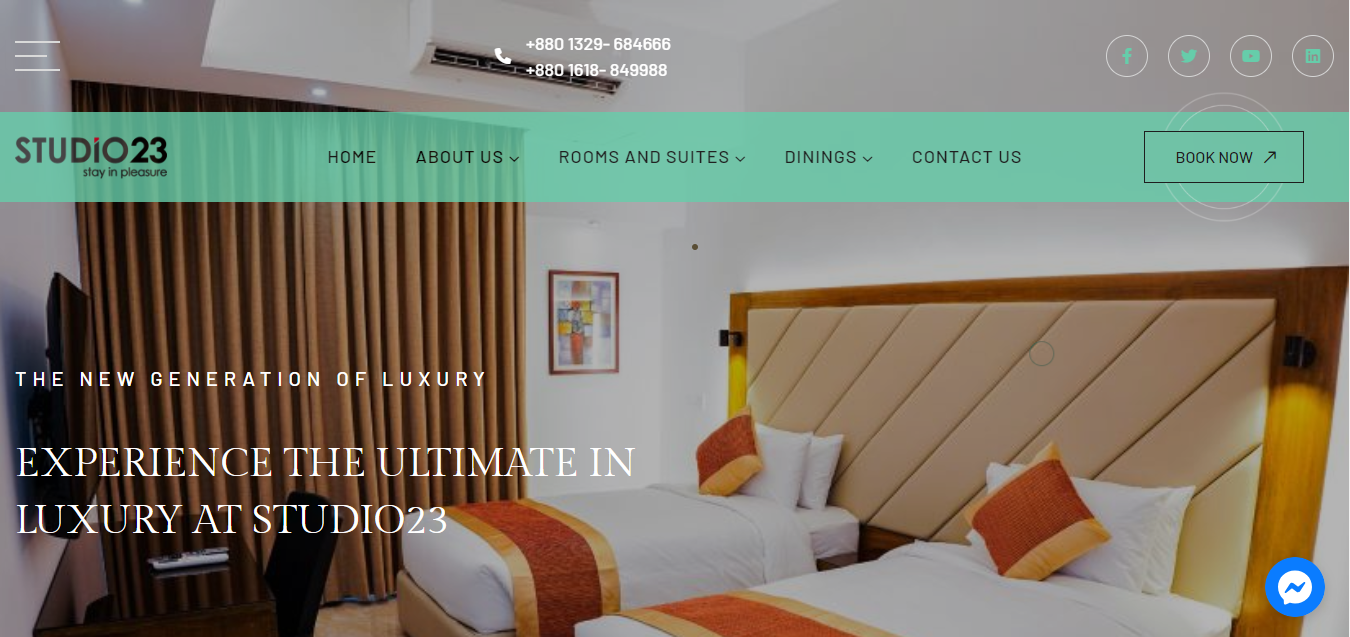 +880 1329- 684666
+880 1618- 849988
STUDiO23
stay in pleasure
HOME
ABOUT US
ROOMS AND SUITES
DININGS
CONTACT US
BOOK NOW
THE NEW GENERATION OF LUXURY
EXPERIENCE THE ULTIMATE IN
LUXURY AT STUDIO23